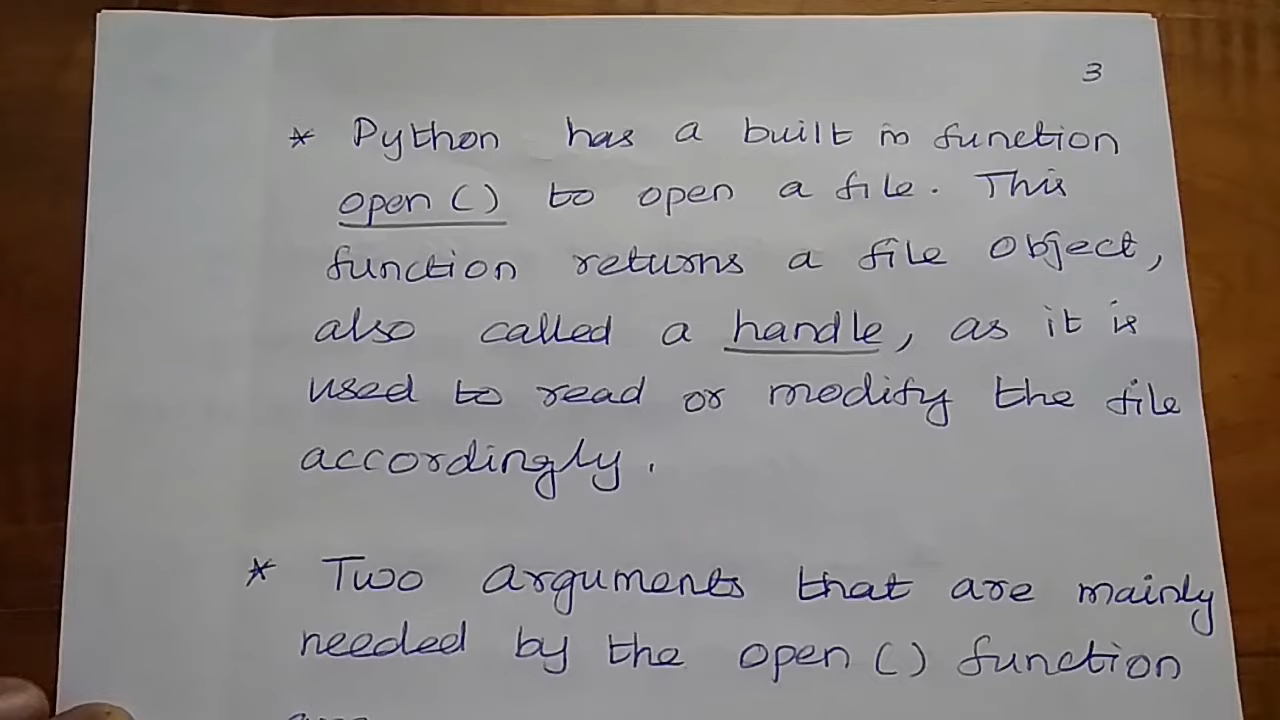 3
* Python has a built in function
open () to open a file. This
function returns a file object,
also called a handle, as it is
used to read or modify the file
accordingly.
* Two arguments that are mainly
needed by the open () function